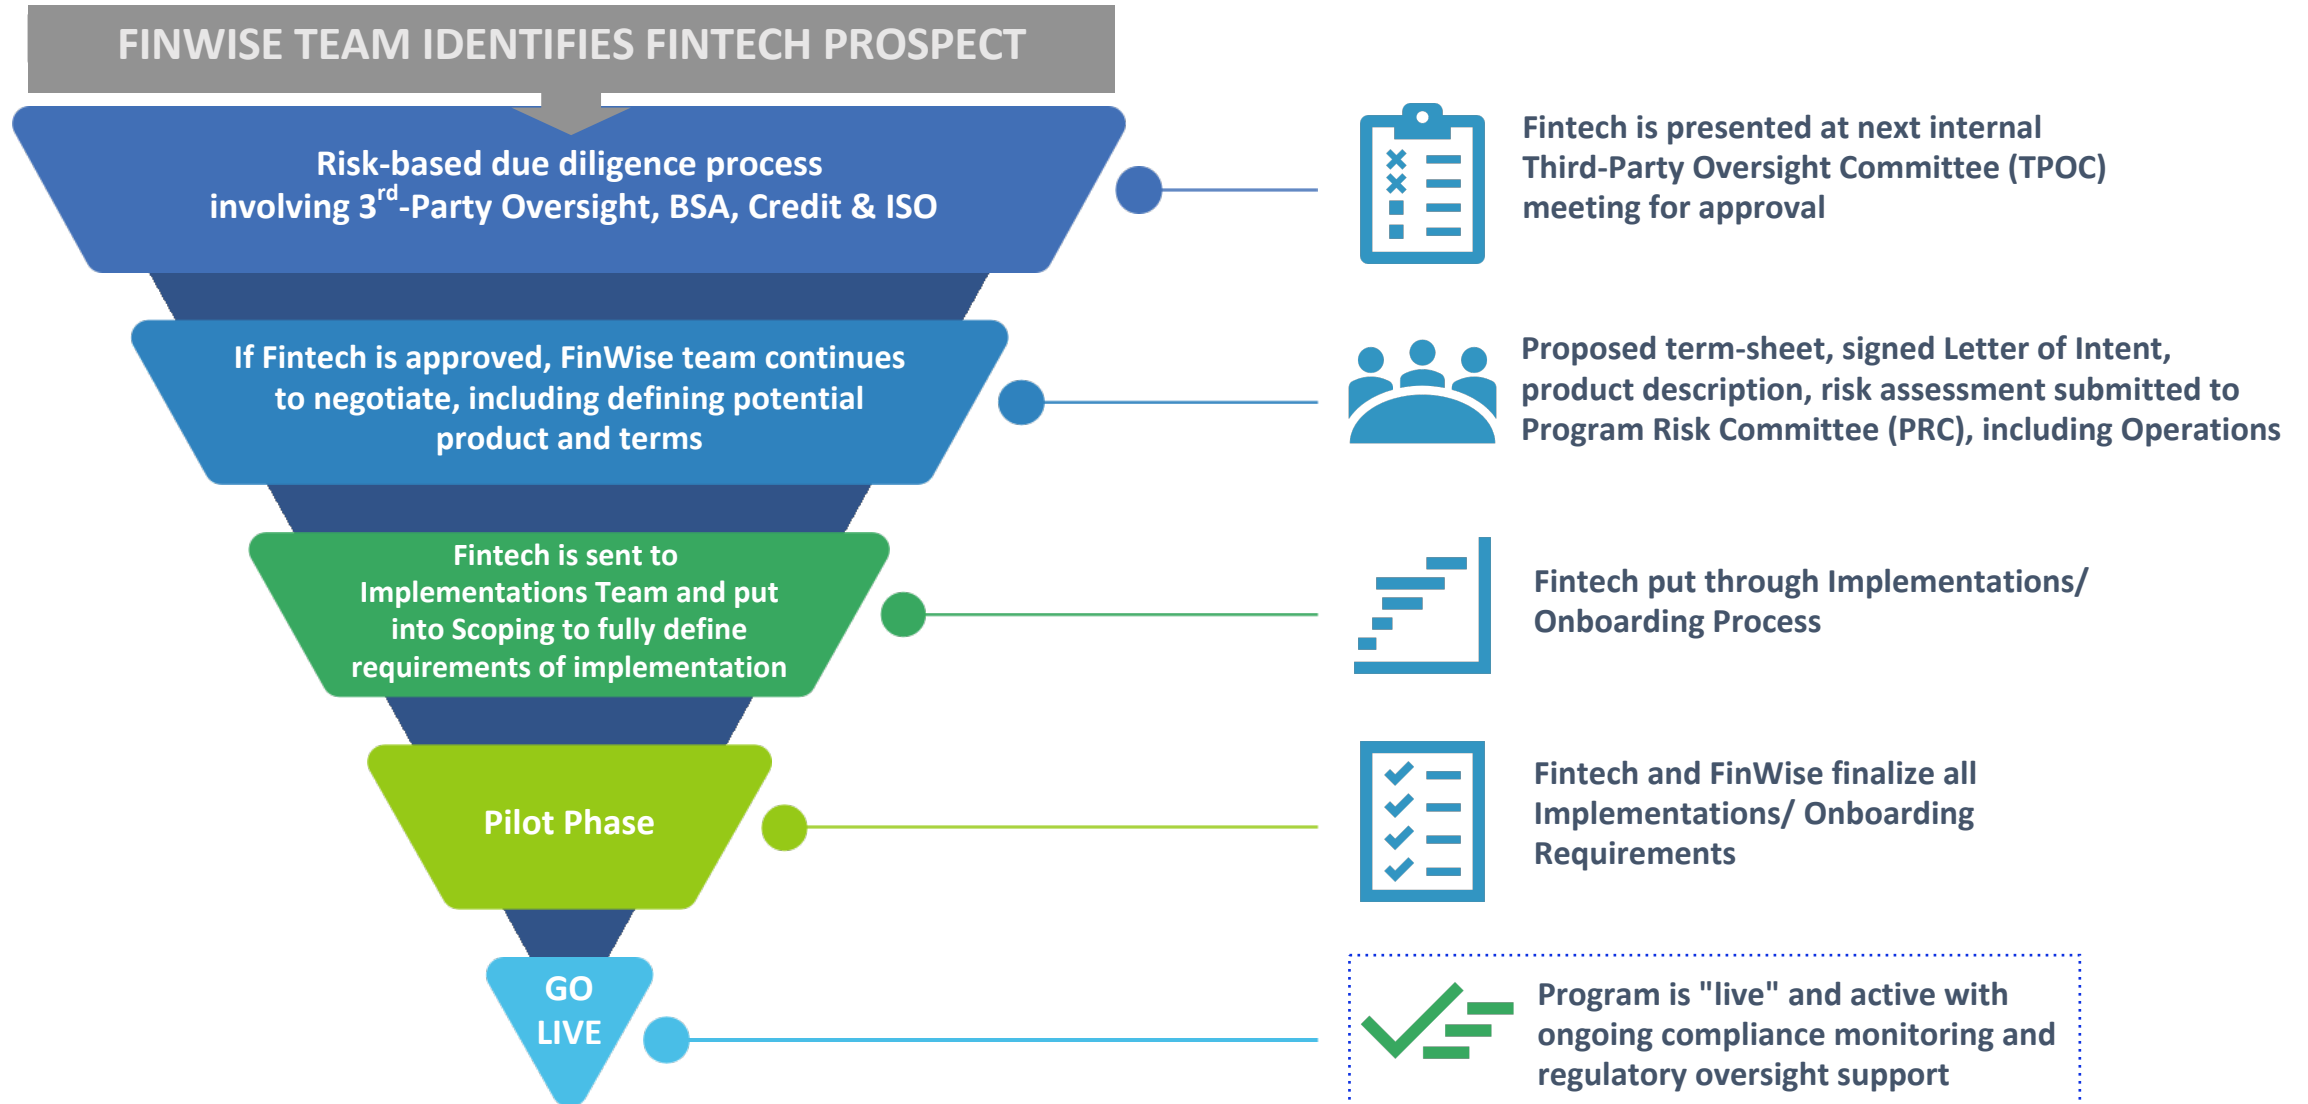 FINWISE TEAM IDENTIFIES FINTECH PROSPECT
Risk-based due diligence process
involving 3rd-Party Oversight, BSA, Credit & ISO
Fintech is presented at next internal
Third-Party Oversight Committee (TPOC)
meeting for approval
If Fintech is approved, FinWise team continues
to negotiate, including defining potential
product and terms
Proposed term-sheet, signed Letter of Intent,
product description, risk assessment submitted to
Program Risk Committee (PRC), including Operations
Fintech is sent to
Implementations Team and put
into Scoping to fully define
requirements of implementation
Fintech put through Implementations/
Onboarding Process
Pilot Phase
Fintech and FinWise finalize all
Implementations/ Onboarding
Requirements
GO
LIVE
Program is "live" and active with
ongoing compliance monitoring and
regulatory oversight support